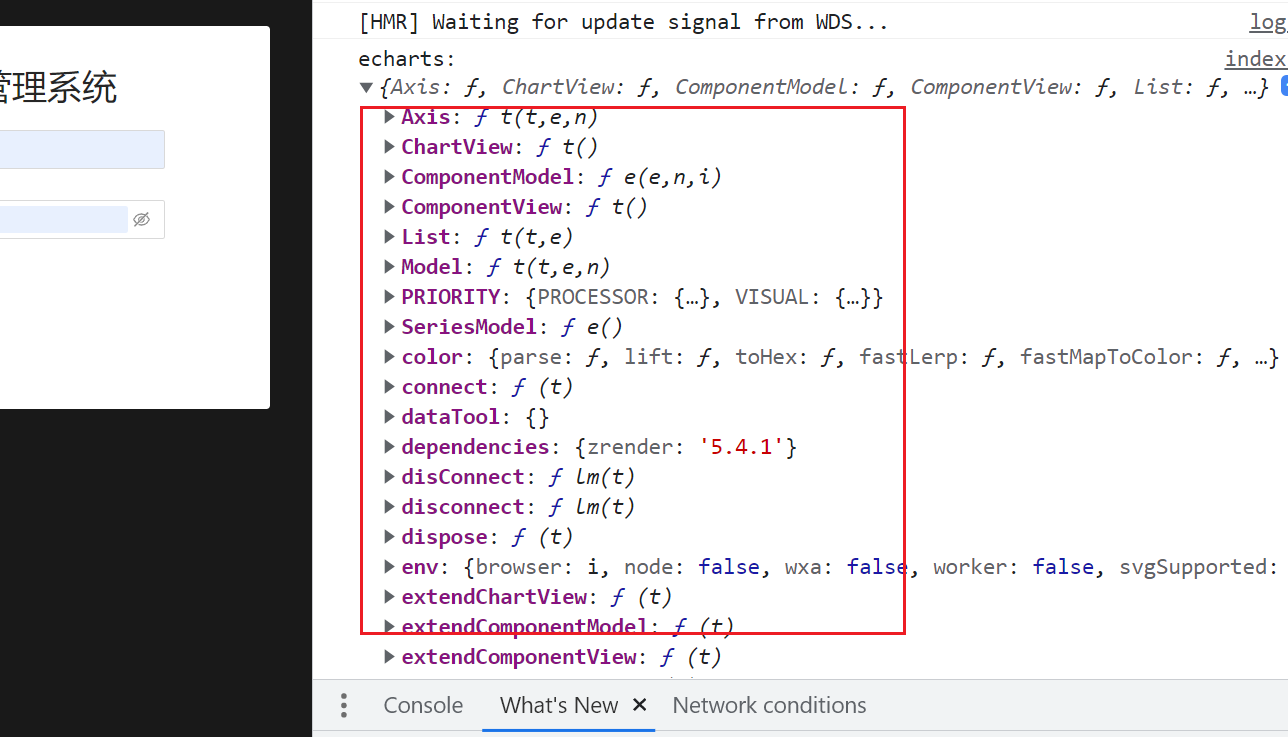 [HMR] Waiting for update signal from WDS...
log
echarts:
index
管理系统
▼{Axis: ƒ, ChartView: ƒ, ComponentModel: ƒ, ComponentView: ƒ, List: ƒ, …}
▶Axis: ƒ t(t,e,n)
▶ChartView: ƒ t()
▶ComponentModel: ƒ e(e,n,i)
▶ComponentView: ƒ t()
▶List: ƒ t(t,e)
▶Model: ƒ t(t,e,n)
▶PRIORITY: {PROCESSOR: {…}, VISUAL: {…}}
▶SeriesModel: ƒ e()
▶color: {parse: ƒ, lift: ƒ, toHex: ƒ, fastLerp: ƒ, fastMapToColor: ƒ, …}
▶connect: ƒ (t)
▶dataTool: {}
▶dependencies: {zrender: '5.4.1'}
▶disConnect: ƒ lm(t)
▶disconnect: ƒ lm(t)
▶dispose: ƒ (t)
▶env: {browser: i, node: false, wxa: false, worker: false, svgSupported:
▶extendChartView: ƒ (t)
▶extendComponentModel: ƒ (t)
▶extendComponentView: ƒ (t)
Console
What's New ×
Network conditions